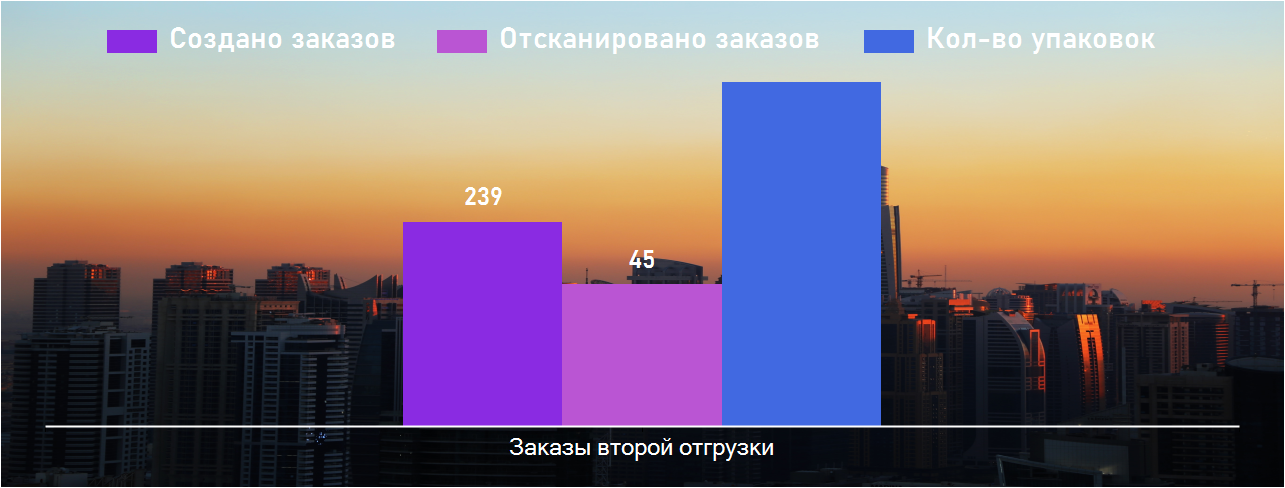 Создано заказов Отсканировано заказов Кол-во упаковок
239
45
Заказы второй отгрузки